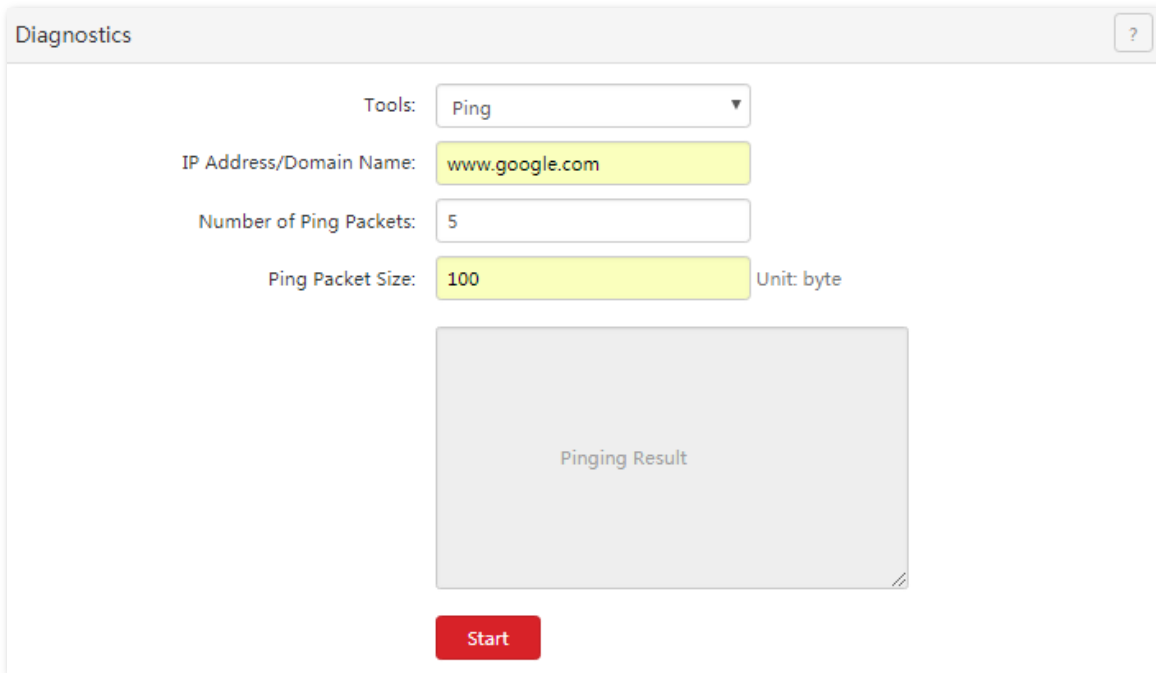 Diagnostics ?
Tools: Ping
IP Address/Domain Name: www.google.com
Number of Ping Packets: 5
Ping Packet Size: 100 Unit: byte
Pinging Result
Start